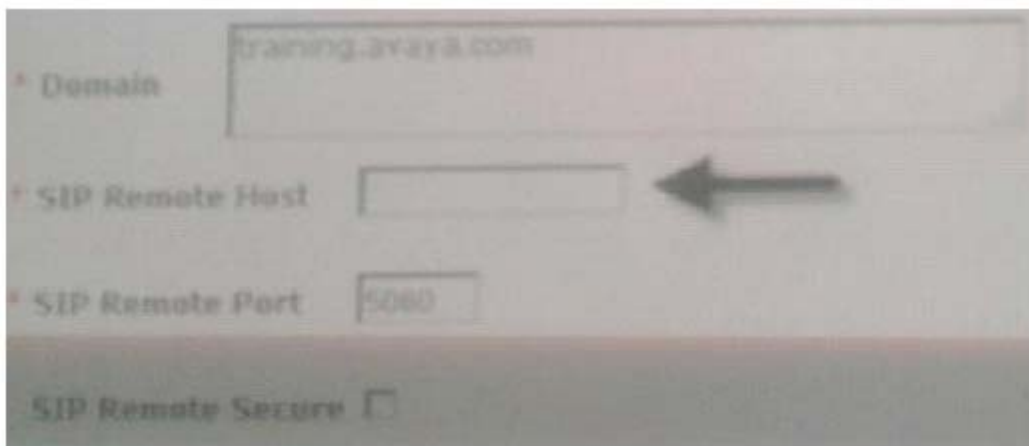 training.avaya.com
* Domain
* SIP Remote Host
* SIP Remote Port 5060
SIP Remote Secure